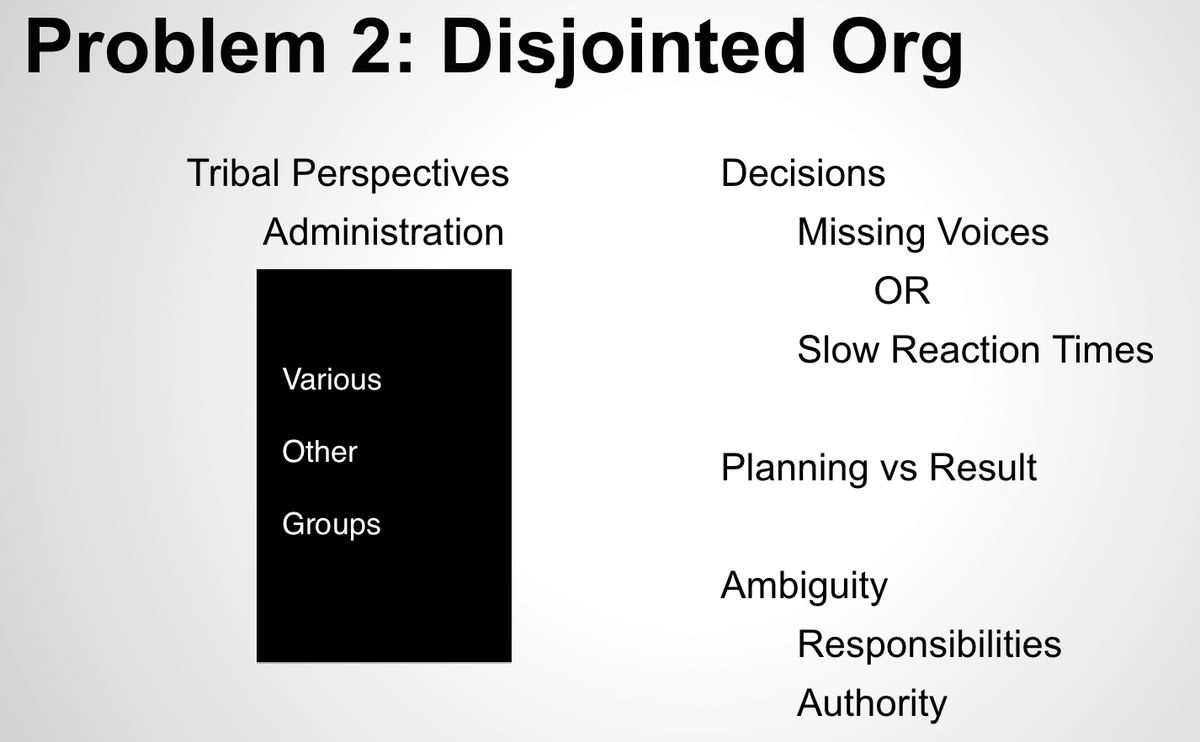 Problem 2: Disjointed Org
Tribal Perspectives
Administration
Various
Other
Groups
Decisions
Missing Voices
OR
Slow Reaction Times
Planning vs Result
Ambiguity
Responsibilities
Authority